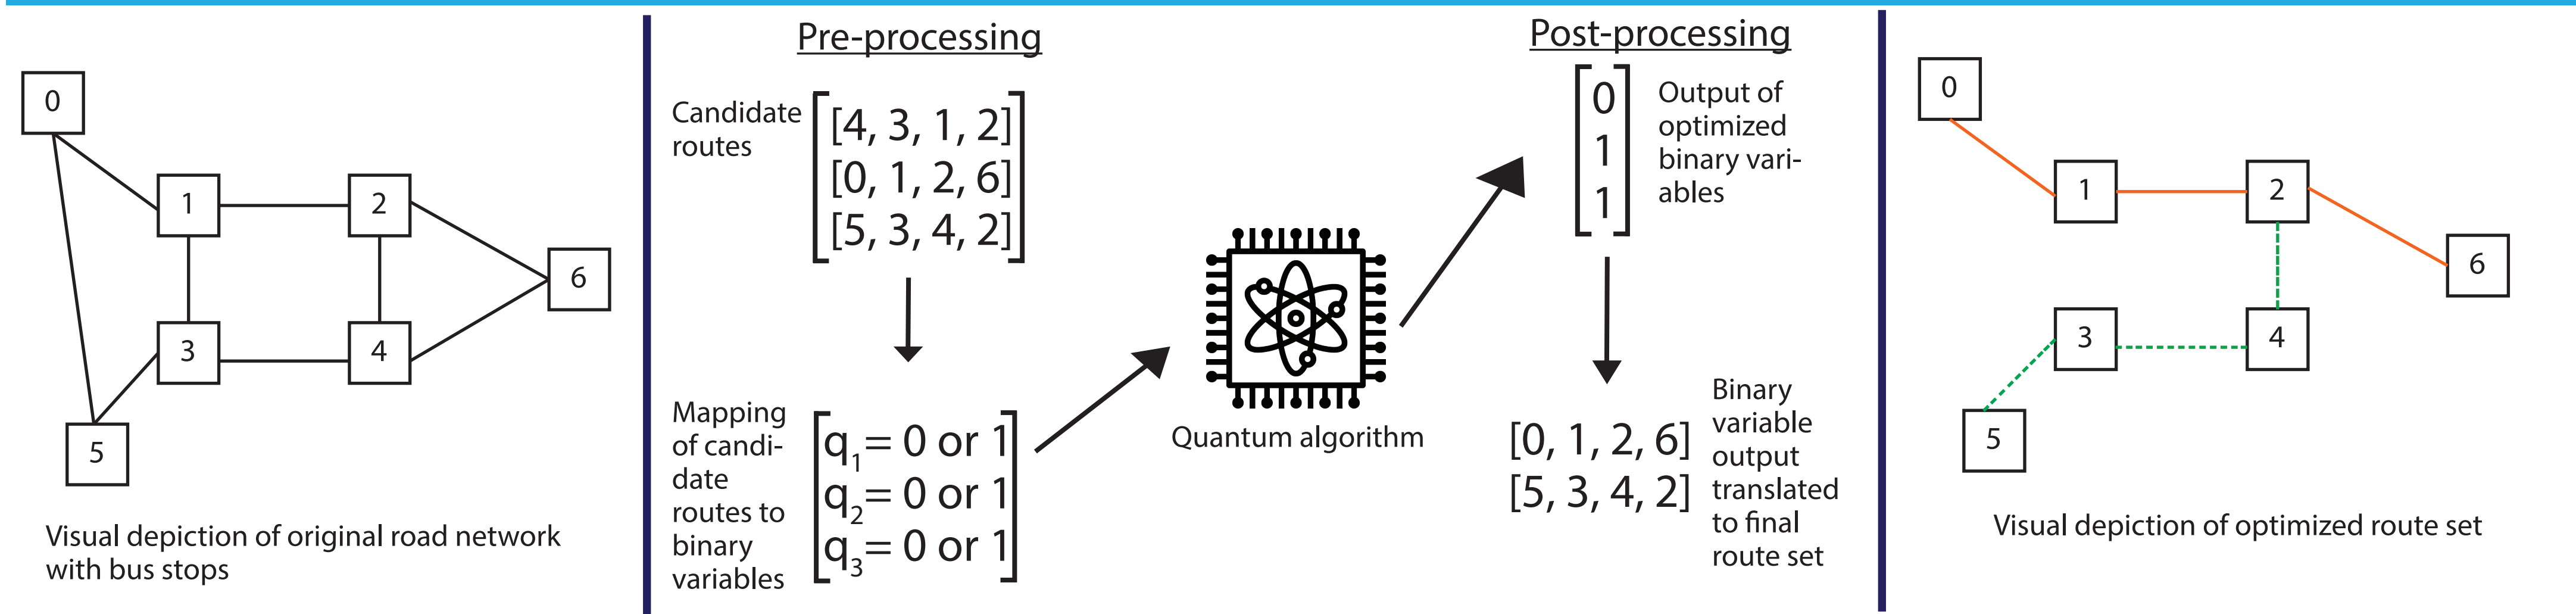 0
1
2
3
4
5
6
Visual depiction of original road network
with bus stops
Pre-processing
Candidate
routes
[4, 3, 1, 2]
[0, 1, 2, 6]
[5, 3, 4, 2]
Mapping
of candi-
date
routes to
binary
variables
q1= 0 or 1
q2= 0 or 1
q3= 0 or 1
Quantum algorithm
Post-processing
0
1
1
Output of
optimized
binary vari-
ables
[0, 1, 2, 6]
[5, 3, 4, 2]
Binary
variable
output
translated
to final
route set
0
1
2
6
3
4
5
Visual depiction of optimized route set